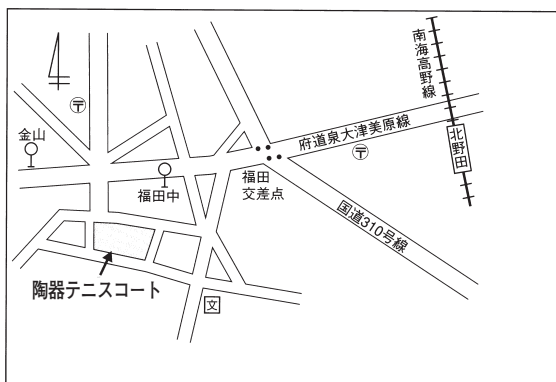 南海高野線
〒
金山
府道泉大津美原線
北野田
〒
福田中
福田
交差点
国道310号線
陶器テニスコート
文